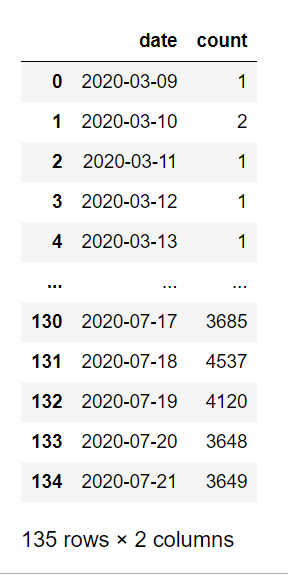 date count
0 2020-03-09 1
1 2020-03-10 2
2 2020-03-11 1
3 2020-03-12 1
4 2020-03-13 1
... ... ...
130 2020-07-17 3685
131 2020-07-18 4537
132 2020-07-19 4120
133 2020-07-20 3648
134 2020-07-21 3649
135 rows × 2 columns